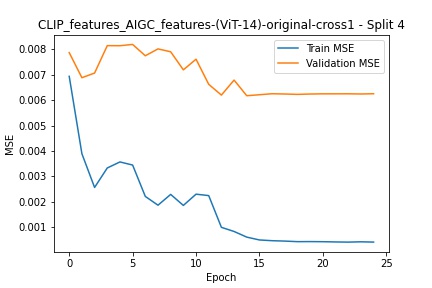 CLIP_features_AIGC_features-(ViT-14)-original-cross1 - Split 4
Train MSE
Validation MSE
MSE
0.008
0.007
0.006
0.005
0.004
0.003
0.002
0.001
0 5 10 15 20 25
Epoch